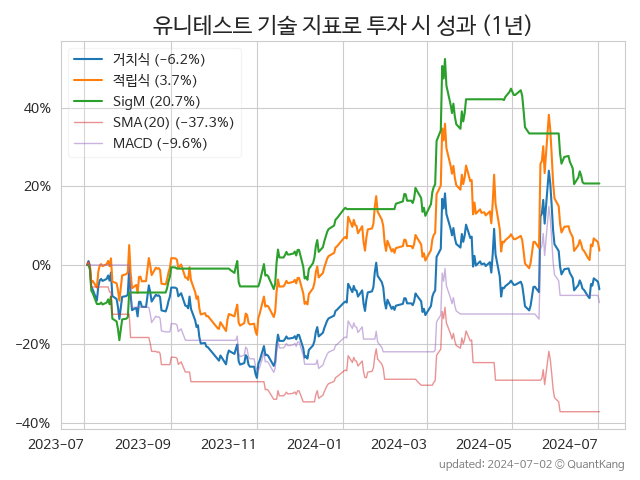 유니테스트 기술 지표로 투자 시 성과 (1년)
거치식 (−6.2%)
적립식 (3.7%)
SigM (20.7%)
SMA(20) (−37.3%)
MACD (−9.6%)
40%
20%
0%
−20%
−40%
2023-07 2023-09 2023-11 2024-01 2024-03 2024-05 2024-07
updated: 2024-07-02 © QuantKang